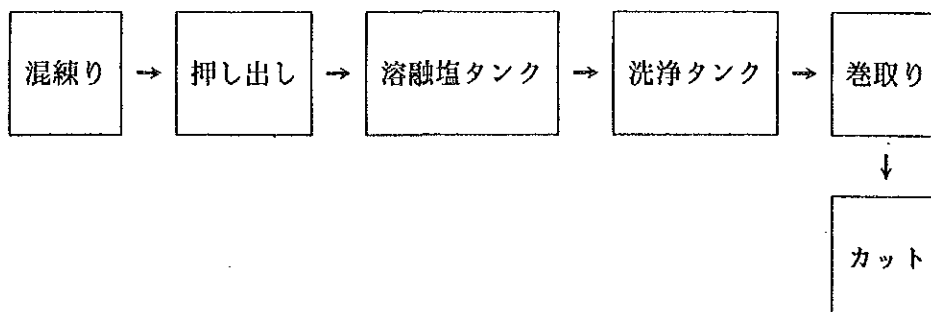 混練り → 押し出し → 溶融塩タンク → 洗浄タンク → 巻取り
↓
カット